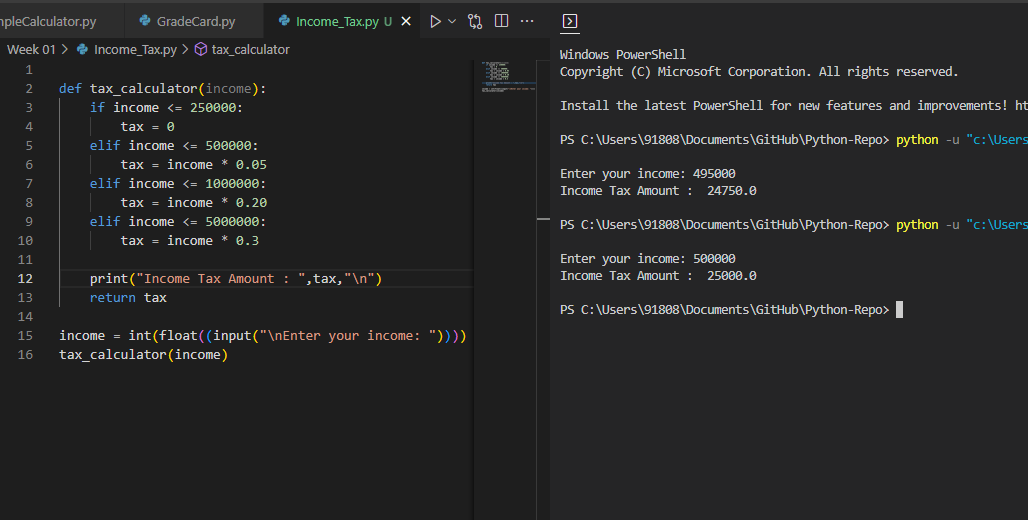 mpleCalculator.py
GradeCard.py
Income_Tax.py U
Week 01 > Income_Tax.py > tax_calculator
1
2 def tax_calculator(income):
3     if income <= 250000:
4         tax = 0
5     elif income <= 500000:
6         tax = income * 0.05
7     elif income <= 1000000:
8         tax = income * 0.20
9     elif income <= 5000000:
10         tax = income * 0.3
11
12     print("Income Tax Amount : ",tax,"\n")
13     return tax
14
15 income = int(float((input("\nEnter your income: "))))
16 tax_calculator(income)
Windows PowerShell
Copyright (C) Microsoft Corporation. All rights reserved.
Install the latest PowerShell for new features and improvements! ht
PS C:\Users\91808\Documents\GitHub\Python-Repo> python -u "c:\Users
Enter your income: 495000
Income Tax Amount :  24750.0
PS C:\Users\91808\Documents\GitHub\Python-Repo> python -u "c:\Users
Enter your income: 500000
Income Tax Amount :  25000.0
PS C:\Users\91808\Documents\GitHub\Python-Repo>